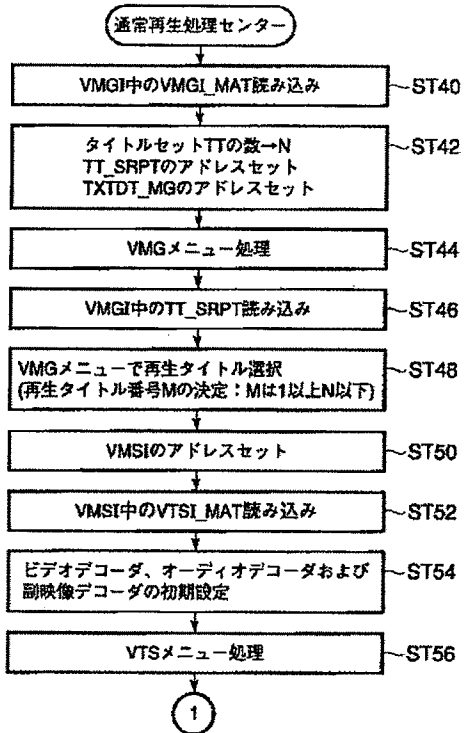 通常再生処理センター
VMGI中のVMGI_MAT読み込み
ST40
タイトルセットTTの数→N
TT_SRPTのアドレスセット
TXTDT_MGのアドレスセット
ST42
VMGメニュー処理
ST44
VMGI中のTT_SRPT読み込み
ST46
VMGメニューで再生タイトル選択
(再生タイトル番号Mの決定：Mは1以上N以下)
ST48
VMSIのアドレスセット
ST50
VMSI中のVTSI_MAT読み込み
ST52
ビデオデコーダ、オーディオデコーダおよび
副映像デコーダの初期設定
ST54
VTSメニュー処理
ST56
1